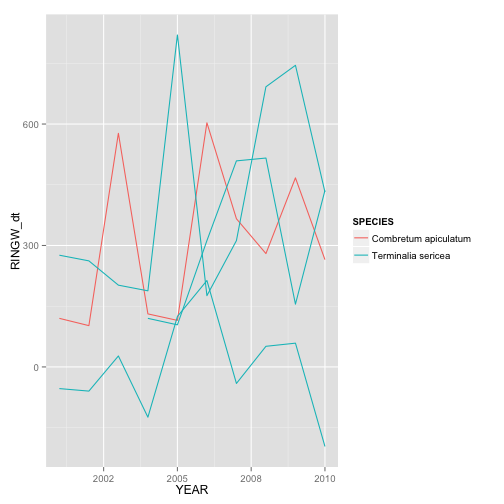 600
300
0
RINGW_dt
2002
2005
2008
2010
YEAR
SPECIES
Combretum apiculatum
Terminalia sericea